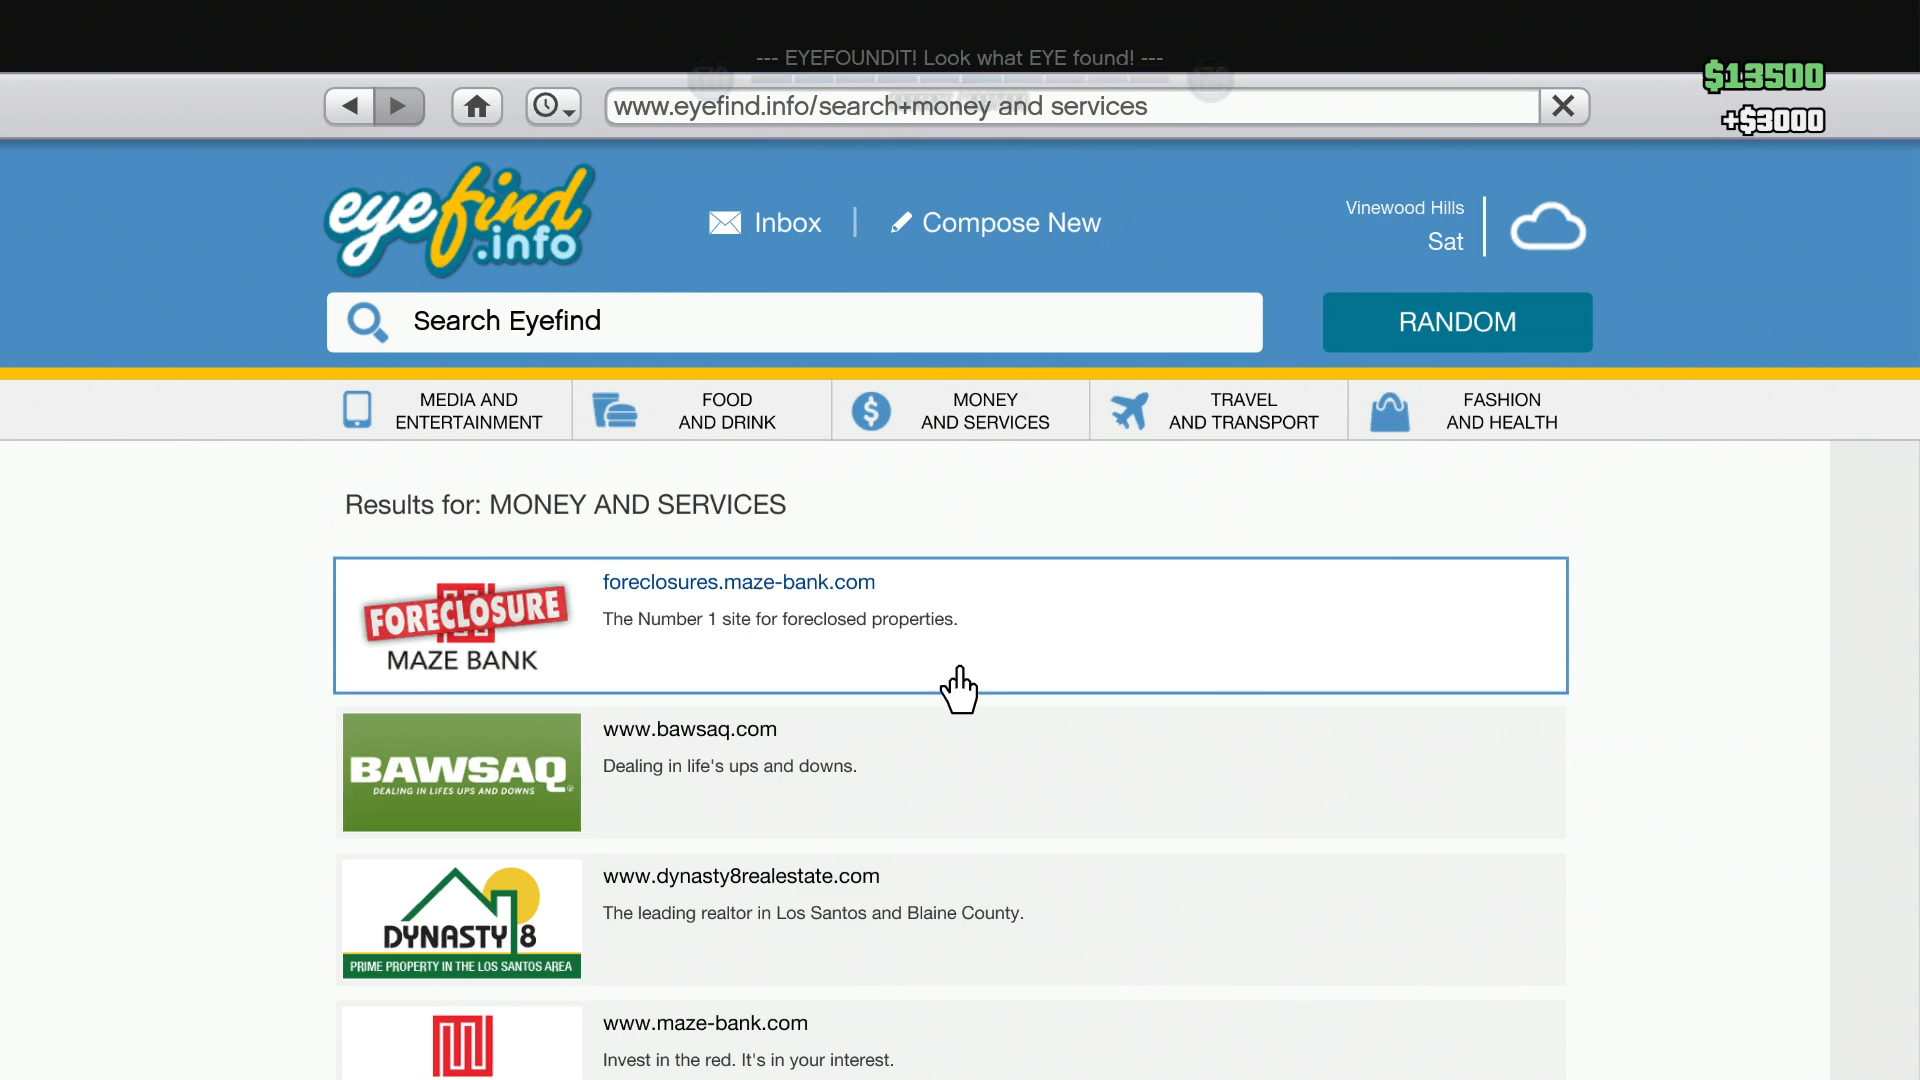 --- EYEFOUNDIT! Look what EYE found! ---
$13500
www.eyefind.info/search+money and services
+$3000
eyefind
.info
Inbox
Compose New
Vinewood Hills
Sat
Search Eyefind
RANDOM
MEDIA AND
ENTERTAINMENT
FOOD
AND DRINK
MONEY
AND SERVICES
TRAVEL
AND TRANSPORT
FASHION
AND HEALTH
Results for: MONEY AND SERVICES
FORECLOSURE
MAZE BANK
foreclosures.maze-bank.com
The Number 1 site for foreclosed properties.
BAWSAQ
DEALING IN LIFES UPS AND DOWNS
www.bawsaq.com
Dealing in life's ups and downs.
DYNASTY 8
PRIME PROPERTY IN THE LOS SANTOS AREA
www.dynasty8realestate.com
The leading realtor in Los Santos and Blaine County.
www.maze-bank.com
Invest in the red. It's in your interest.